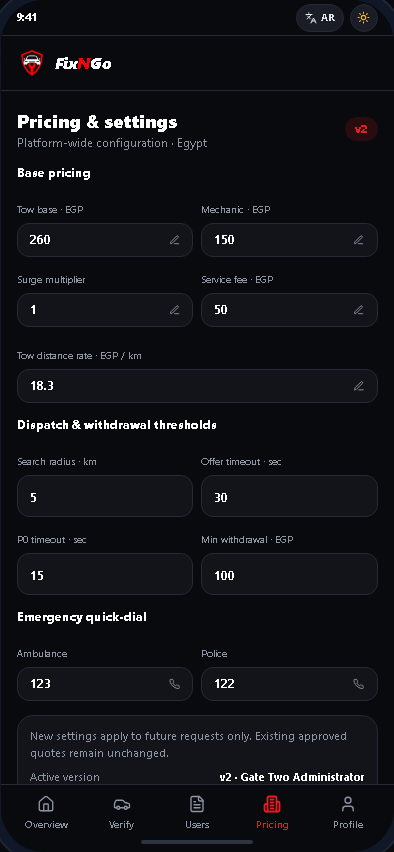 9:41
AR
FixNGo
Pricing & settings
Platform-wide configuration · Egypt
v2
Base pricing
Tow base · EGP
Mechanic · EGP
260
150
Surge multiplier
Service fee · EGP
1
50
Tow distance rate · EGP / km
18.3
Dispatch & withdrawal thresholds
Search radius · km
Offer timeout · sec
5
30
P0 timeout · sec
Min withdrawal · EGP
15
100
Emergency quick-dial
Ambulance
Police
123
122
New settings apply to future requests only. Existing approved
quotes remain unchanged.
Active version
v2 · Gate Two Administrator
Overview
Verify
Users
Pricing
Profile